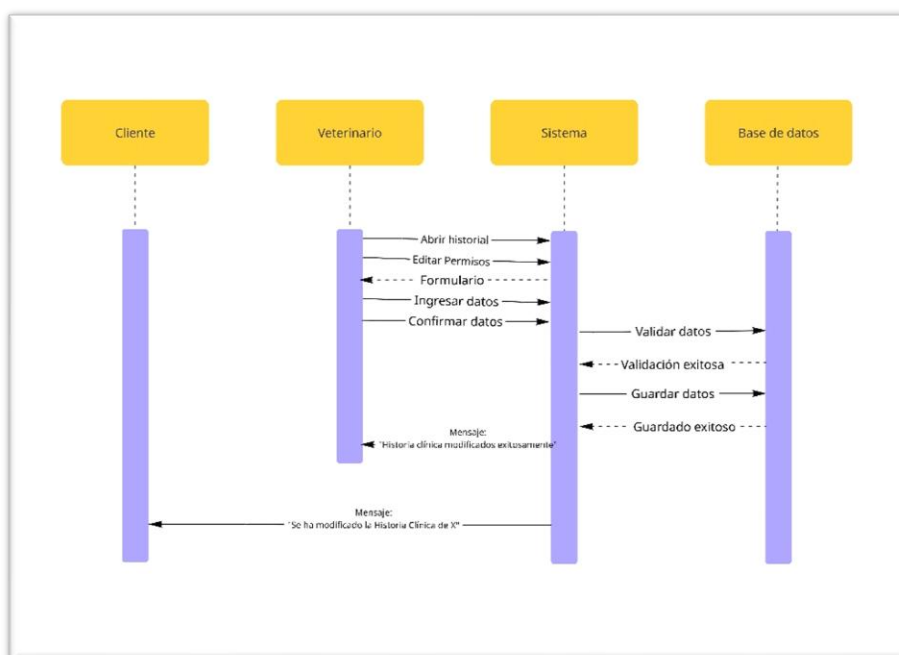 Cliente
Veterinario
Sistema
Base de datos
Abrir historial
Editar Permisos
Formulario
Ingresar datos
Confirmar datos
Validar datos
Validación exitosa
Guardar datos
Guardado exitoso
Mensaje:
"Historia clínica modificados exitosamente"
Mensaje:
"Se ha modificado la Historia Clínica de X"